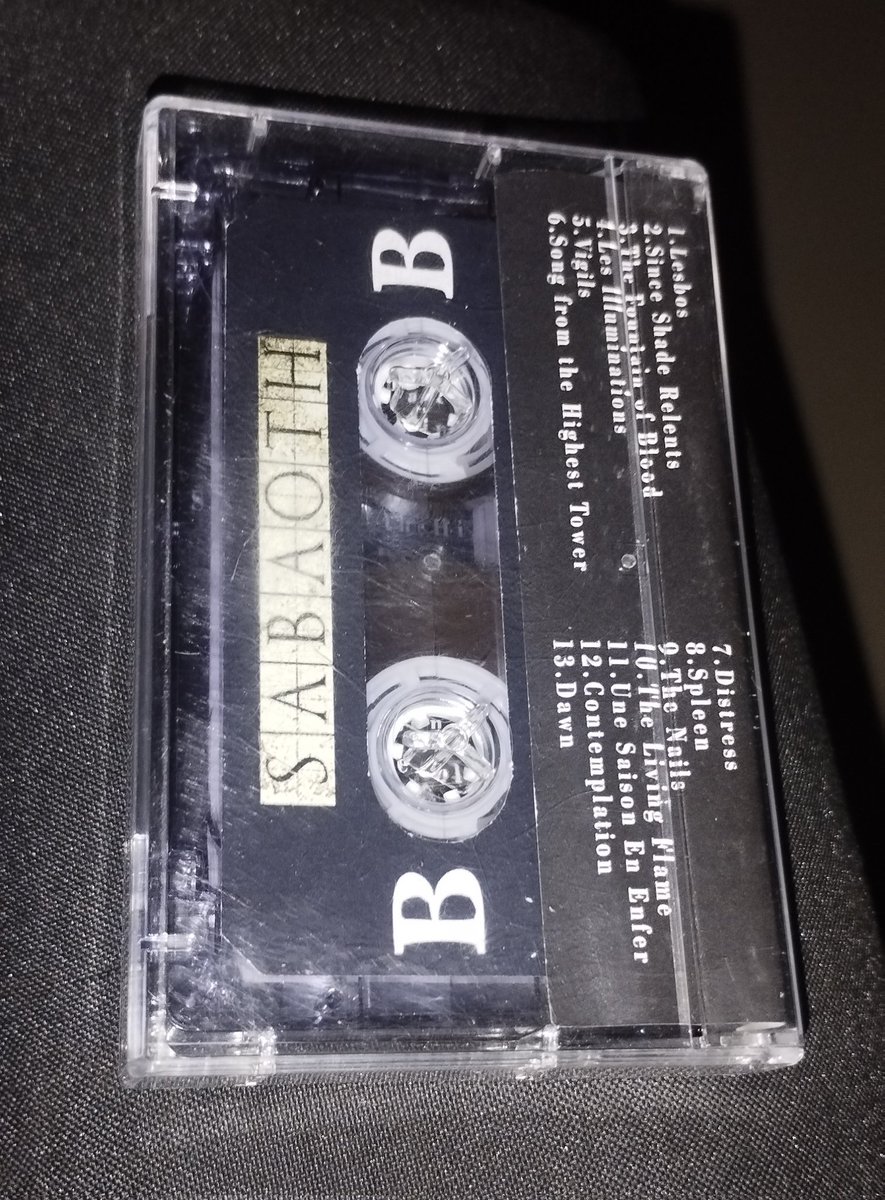 1.Lesbos
2.Since Shade Relents
3.The Fountain of Blood
4.Les Illuminations
5.Vigils
6.Song from the Highest Tower
7.Distress
8.Spleen
9.The Nails
10.The Living Flame
11.Une Saison En Enfer
12.Contemplation
13.Dawn
B
B
SABAOTH